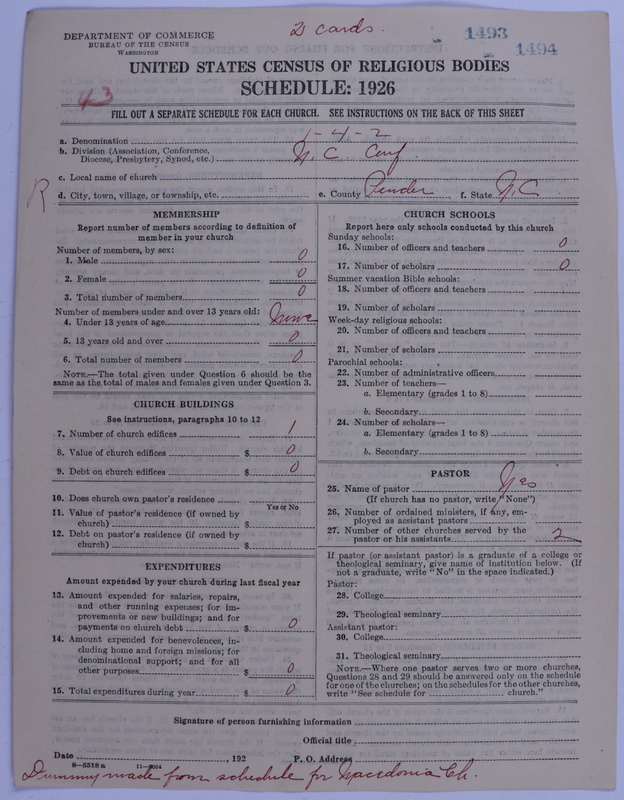 2 cards.
1493
1494
DEPARTMENT OF COMMERCE
BUREAU OF THE CENSUS
WASHINGTON
UNITED STATES CENSUS OF RELIGIOUS BODIES
SCHEDULE: 1926
43
FILL OUT A SEPARATE SCHEDULE FOR EACH CHURCH. SEE INSTRUCTIONS ON THE BACK OF THIS SHEET
a. Denomination 1-4-2
b. Division (Association, Conference, Diocese, Presbytery, Synod, etc.) N.C. Conf.
c. Local name of church
R
d. City, town, village, or township, etc. e. County Pender f. State N.C
MEMBERSHIP
Report number of members according to definition of
member in your church
Number of members, by sex:
1. Male 0
2. Female 0
3. Total number of members 0
Number of members under and over 13 years old:
4. Under 13 years of age None
5. 13 years old and over 0
6. Total number of members 0
NOTE.—The total given under Question 6 should be the
same as the total of males and females given under Question 3.
CHURCH BUILDINGS
See instructions, paragraphs 10 to 12
7. Number of church edifices 1
8. Value of church edifices $ 0
9. Debt on church edifices $ 0
10. Does church own pastor's residence
Yes or No
11. Value of pastor's residence (if owned by
church) $
12. Debt on pastor's residence (if owned by
church) $
EXPENDITURES
Amount expended by your church during last fiscal year
13. Amount expended for salaries, repairs,
and other running expenses; for im-
provements or new buildings; and for
payments on church debt $ 0
14. Amount expended for benevolences, in-
cluding home and foreign missions; for
denominational support; and for all
other purposes $ 0
15. Total expenditures during year $ 0
CHURCH SCHOOLS
Report here only schools conducted by this church
Sunday schools:
16. Number of officers and teachers 0
17. Number of scholars 0
Summer vacation Bible schools:
18. Number of officers and teachers
19. Number of scholars
Week-day religious schools:
20. Number of officers and teachers
21. Number of scholars
Parochial schools:
22. Number of administrative officers
23. Number of teachers—
a. Elementary (grades 1 to 8)
b. Secondary
24. Number of scholars—
a. Elementary (grades 1 to 8)
b. Secondary
PASTOR
25. Name of pastor Yes
(If church has no pastor, write "None")
26. Number of ordained ministers, if any, em-
ployed as assistant pastors
27. Number of other churches served by the
pastor or his assistants 2
If pastor (or assistant pastor) is a graduate of a college or
theological seminary, give name of institution below. (If
not a graduate, write "No" in the space indicated.)
Pastor:
28. College
29. Theological seminary
Assistant pastor:
30. College
31. Theological seminary
NOTE.—Where one pastor serves two or more churches,
Questions 28 and 29 should be answered only on the schedule
for one of the churches; on the schedules for the other churches,
write "See schedule for church."
Signature of person furnishing information
Official title
Date , 192 P. O. Address
8-5518a
Dummy made from schedule for Macedonia Ch.